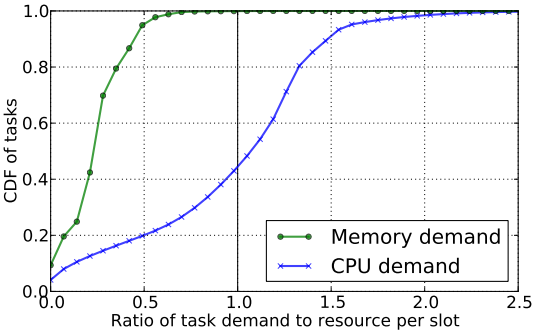 1.0
0.8
0.6
0.4
0.2
0.0
CDF of tasks
Memory demand
CPU demand
0.0 0.5 1.0 1.5 2.0 2.5
Ratio of task demand to resource per slot